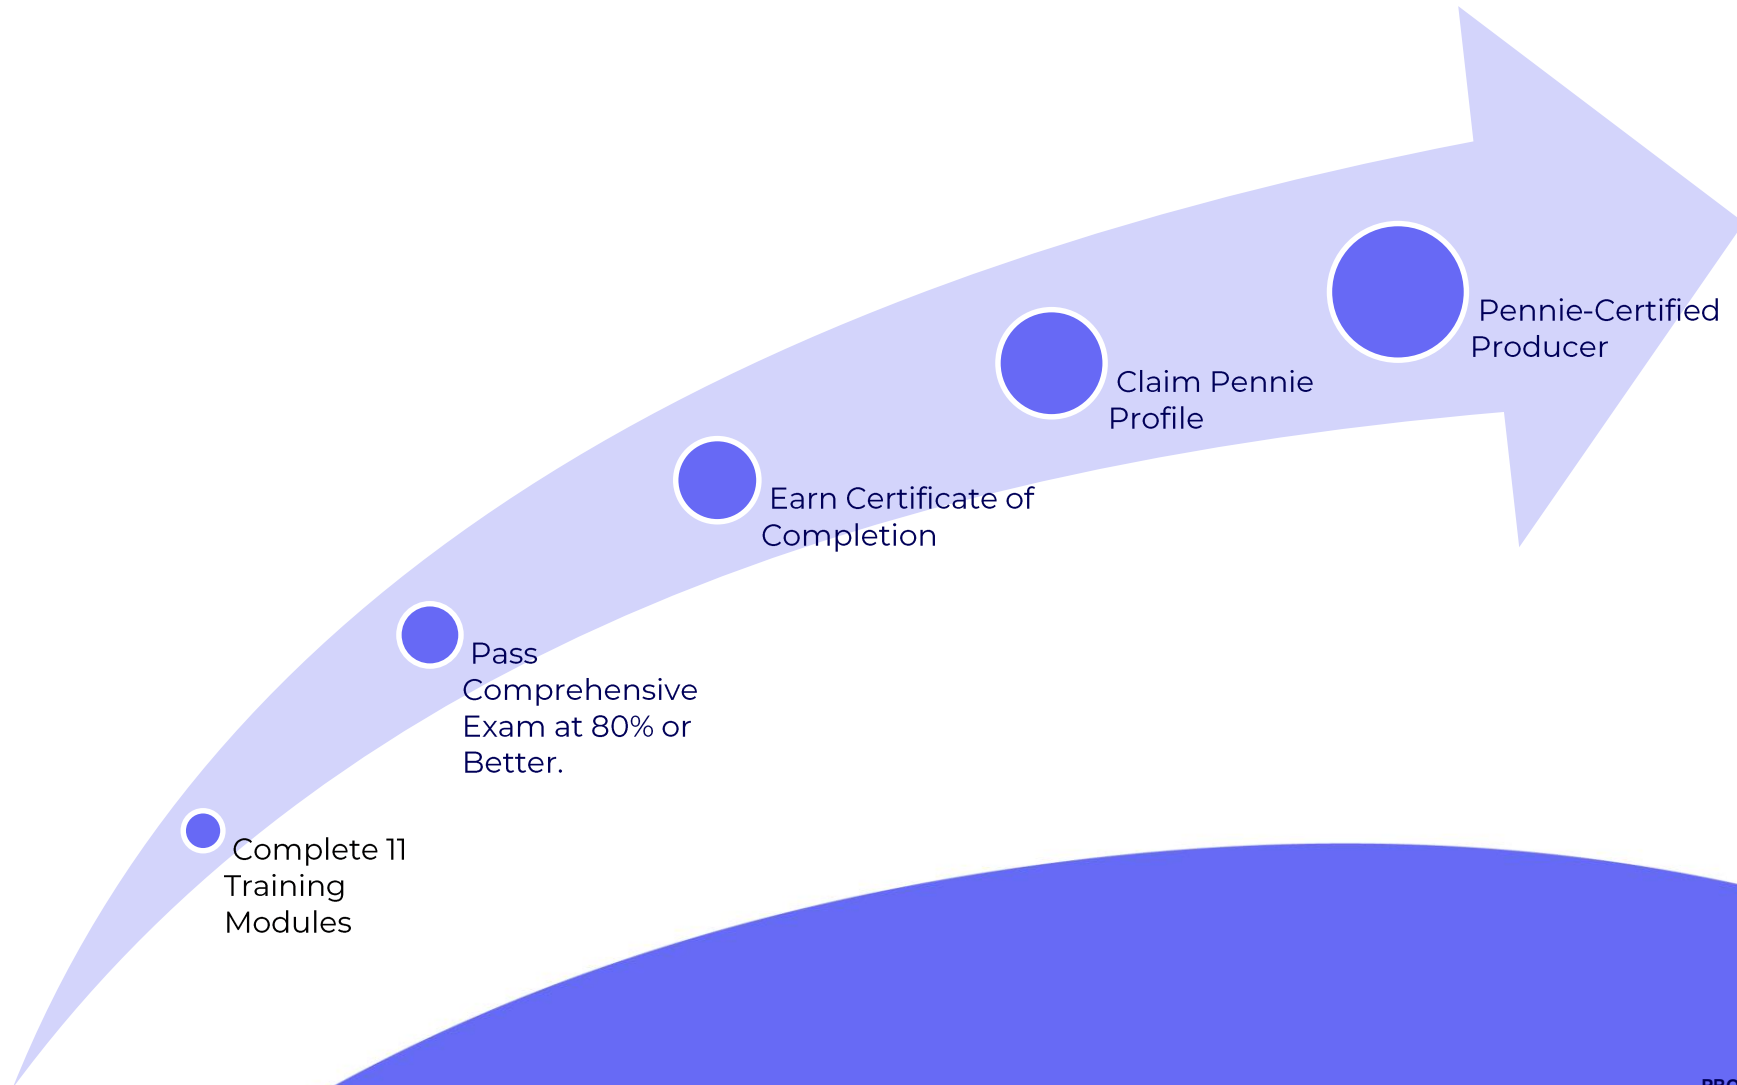 Pennie-Certified
Producer
Claim Pennie
Profile
Earn Certificate of
Completion
Pass
Comprehensive
Exam at 80% or
Better.
Complete 11
Training
Modules